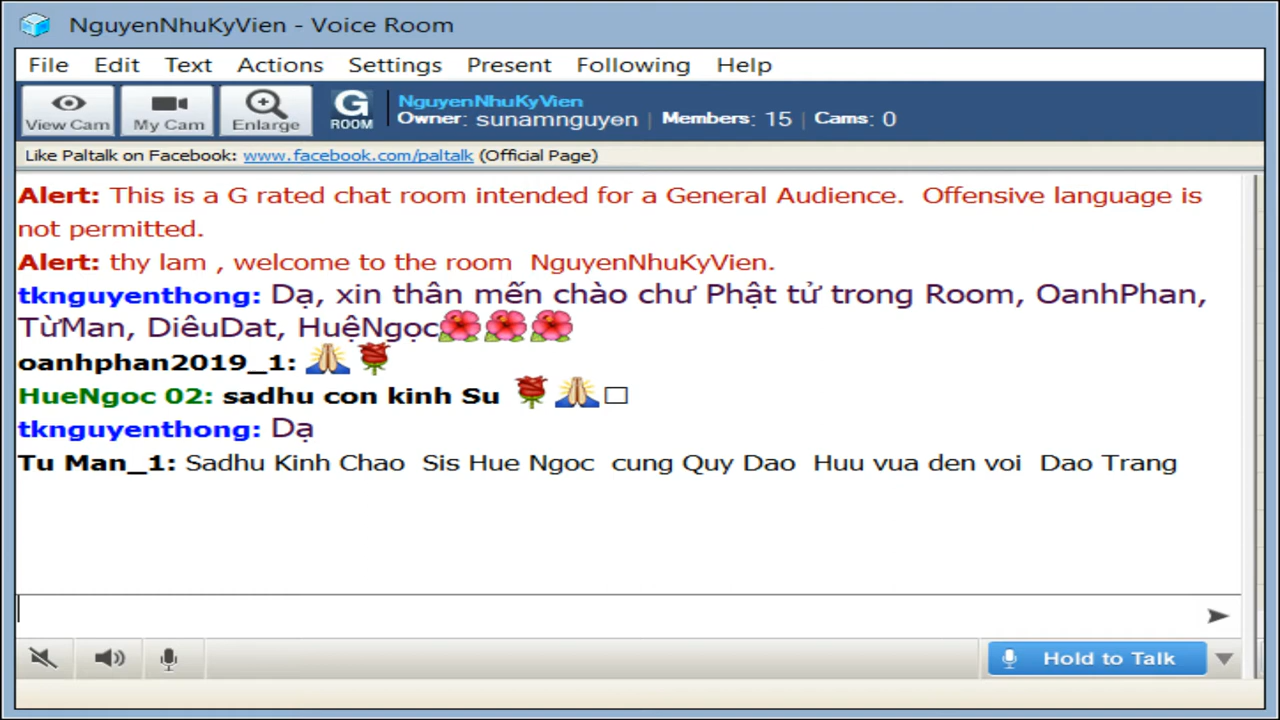 NguyenNhuKyVien - Voice Room
File Edit Text Actions Settings Present Following Help
View Cam My Cam Enlarge G ROOM NguyenNhuKyVien
Owner: sunamnguyen | Members: 15 | Cams: 0
Like Paltalk on Facebook: www.facebook.com/paltalk (Official Page)
Alert: This is a G rated chat room intended for a General Audience. Offensive language is
not permitted.
Alert: thy lam , welcome to the room NguyenNhuKyVien.
tknguyenthong: Dạ, xin thân mến chào chư Phật tử trong Room, OanhPhan,
TừMan, DiêuDat, HuệNgọc🌺🌺🌺
oanhphan2019_1: 🙏🌹
HueNgoc 02: sadhu con kinh Su 🌹🙏□
tknguyenthong: Dạ
Tu Man_1: Sadhu Kinh Chao Sis Hue Ngoc cung Quy Dao Huu vua den voi Dao Trang
Hold to Talk